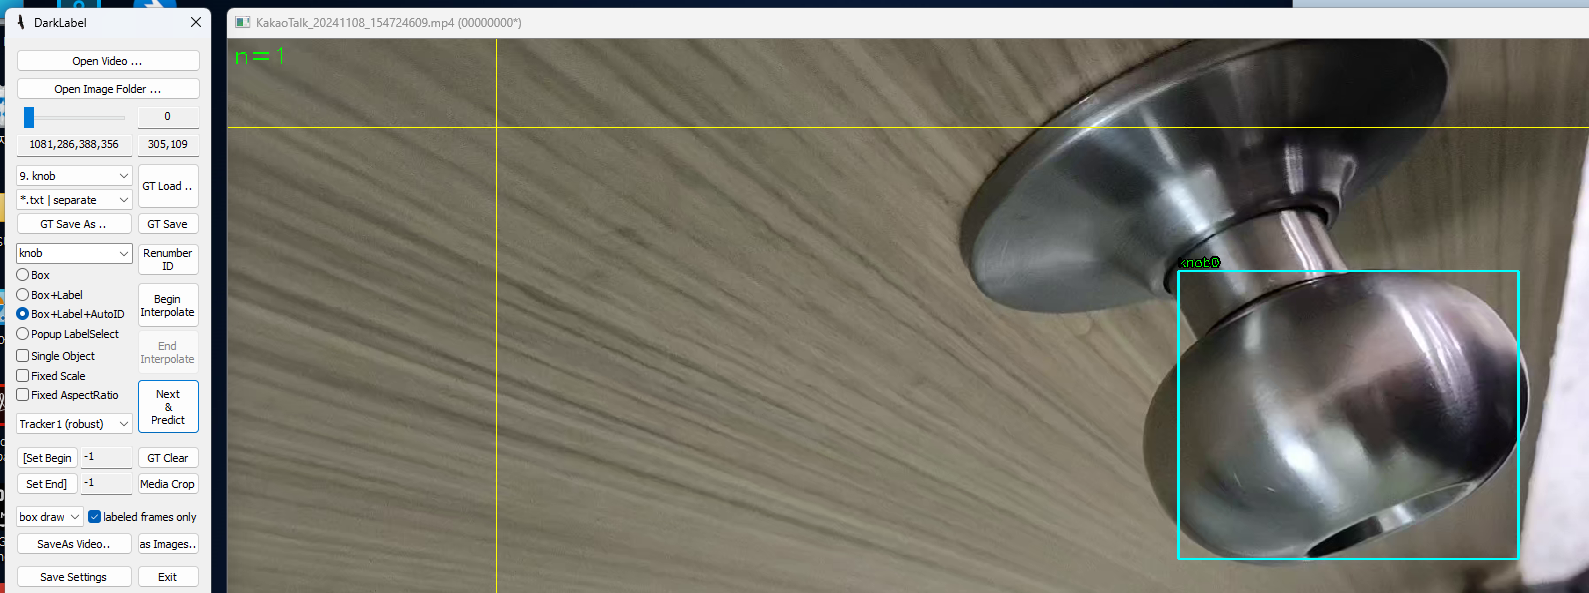 DarkLabel
Open Video ...
Open Image Folder ...
0
1081,286,388,356
305,109
9. knob
GT Load ..
*.txt | separate
GT Save As ..
GT Save
knob
Renumber
ID
Box
Box+Label
Begin
Interpolate
Box+Label+AutoID
Popup LabelSelect
End
Interpolate
Single Object
Fixed Scale
Fixed AspectRatio
Next
&
Predict
Tracker1 (robust)
[Set Begin
-1
GT Clear
Set End]
-1
Media Crop
box draw
labeled frames only
SaveAs Video..
as Images..
Save Settings
Exit
KakaoTalk_20241108_154724609.mp4 (00000000*)
n=1
knob0